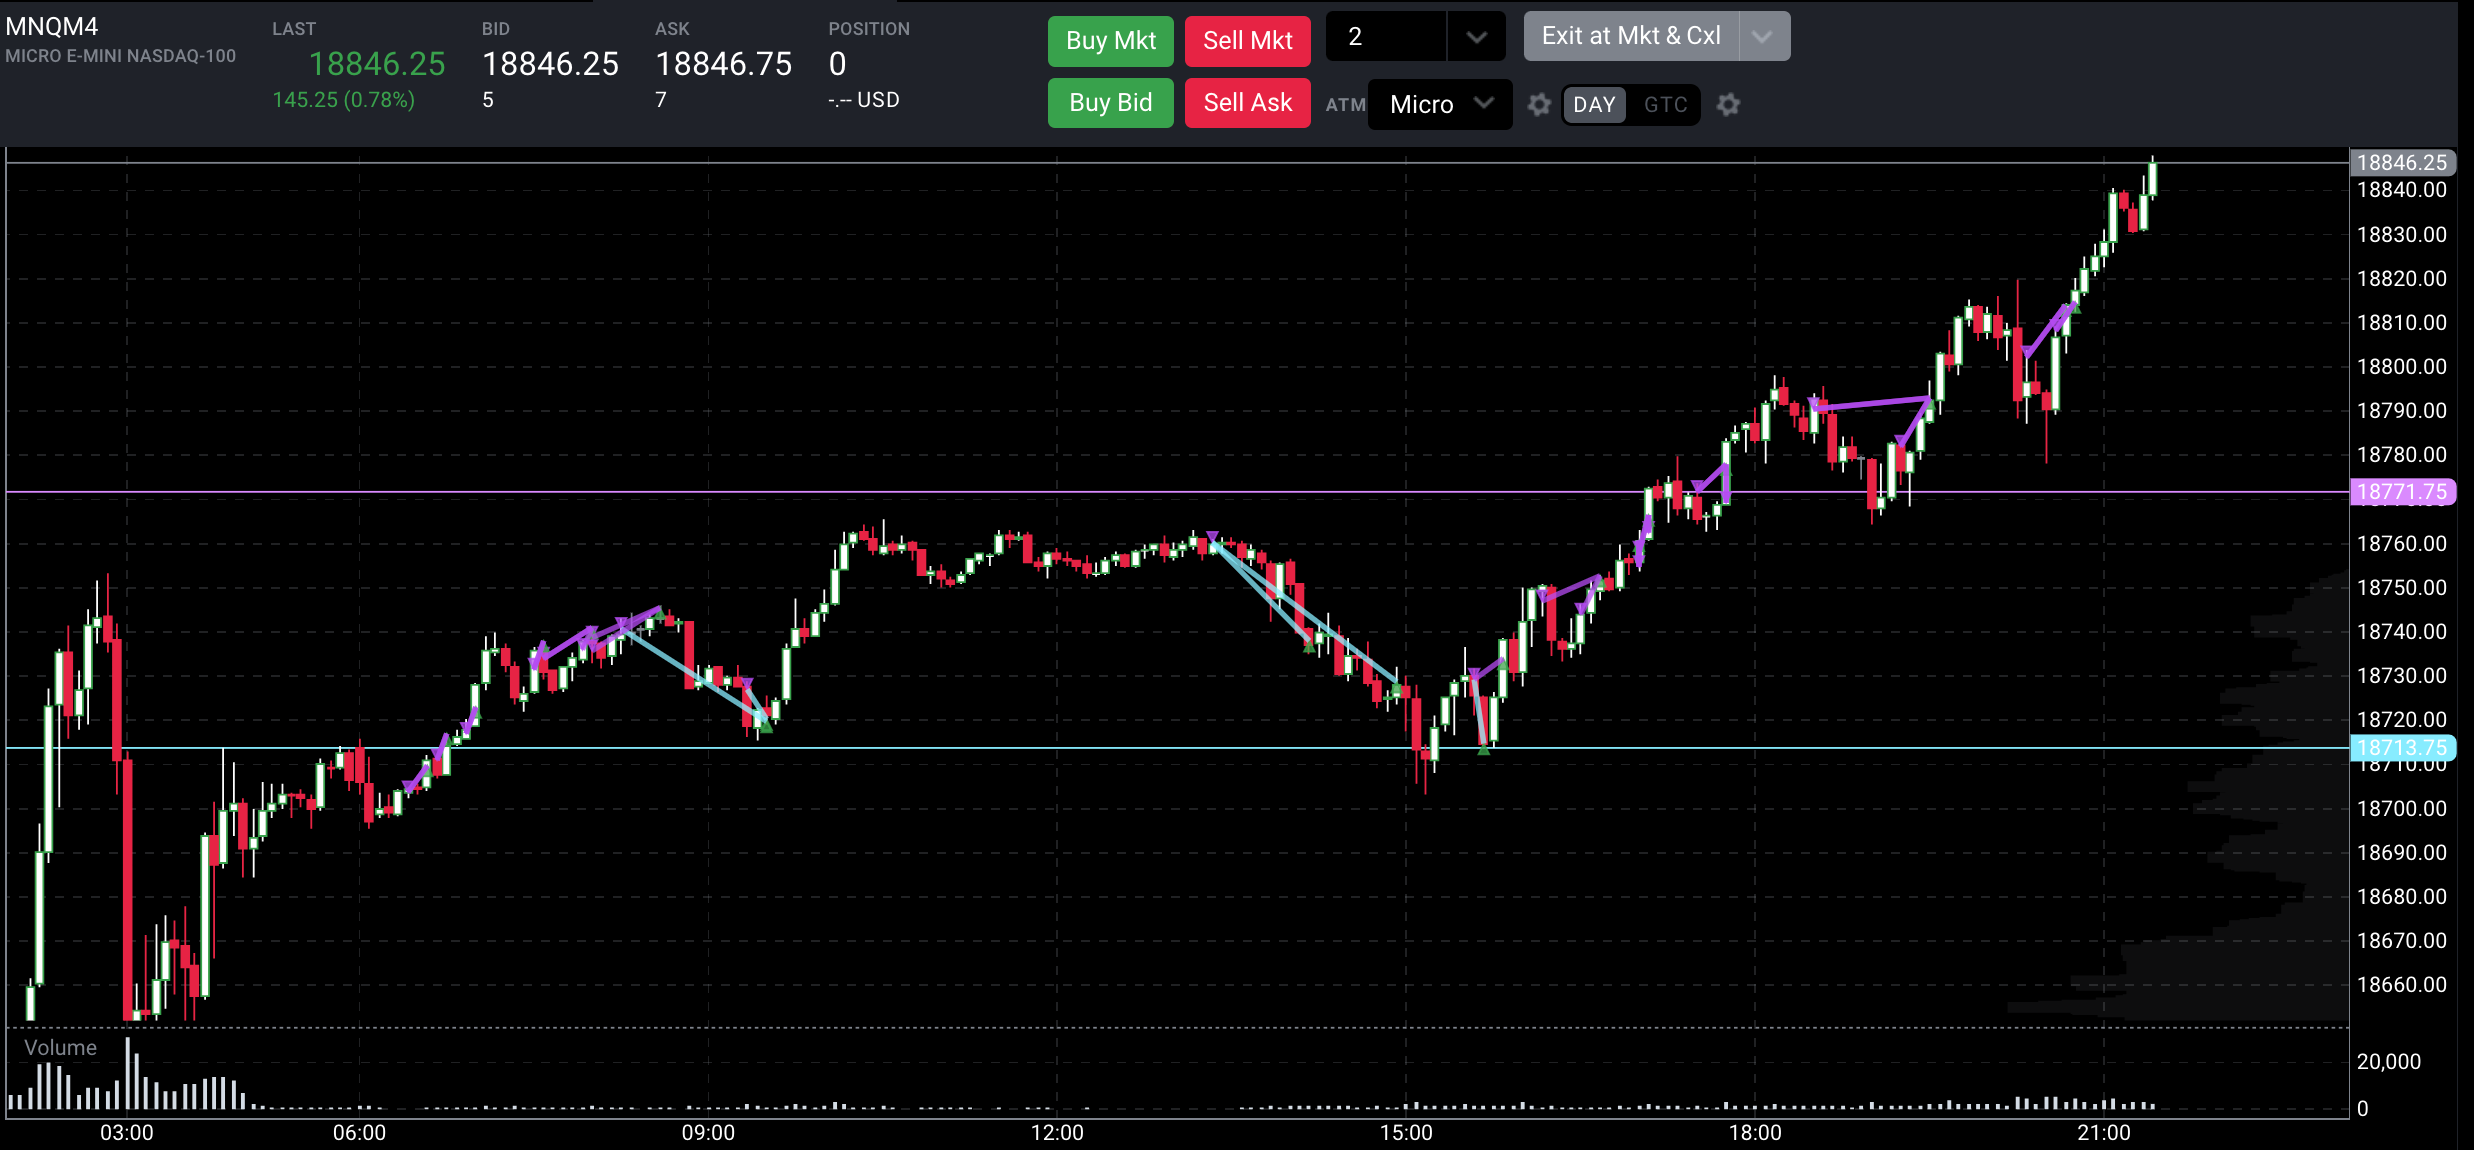 MNQM4
MICRO E-MINI NASDAQ-100
LAST
18846.25
145.25 (0.78%)
BID
18846.25
5
ASK
18846.75
7
POSITION
0
-.-- USD
Buy Mkt
Sell Mkt
2
Exit at Mkt & Cxl
Buy Bid
Sell Ask
ATM
Micro
DAY
GTC
18846.25
18840.00
18830.00
18820.00
18810.00
18800.00
18790.00
18780.00
18771.75
18760.00
18750.00
18740.00
18730.00
18720.00
18713.75
18710.00
18700.00
18690.00
18680.00
18670.00
18660.00
Volume
20,000
0
03:00
06:00
09:00
12:00
15:00
18:00
21:00